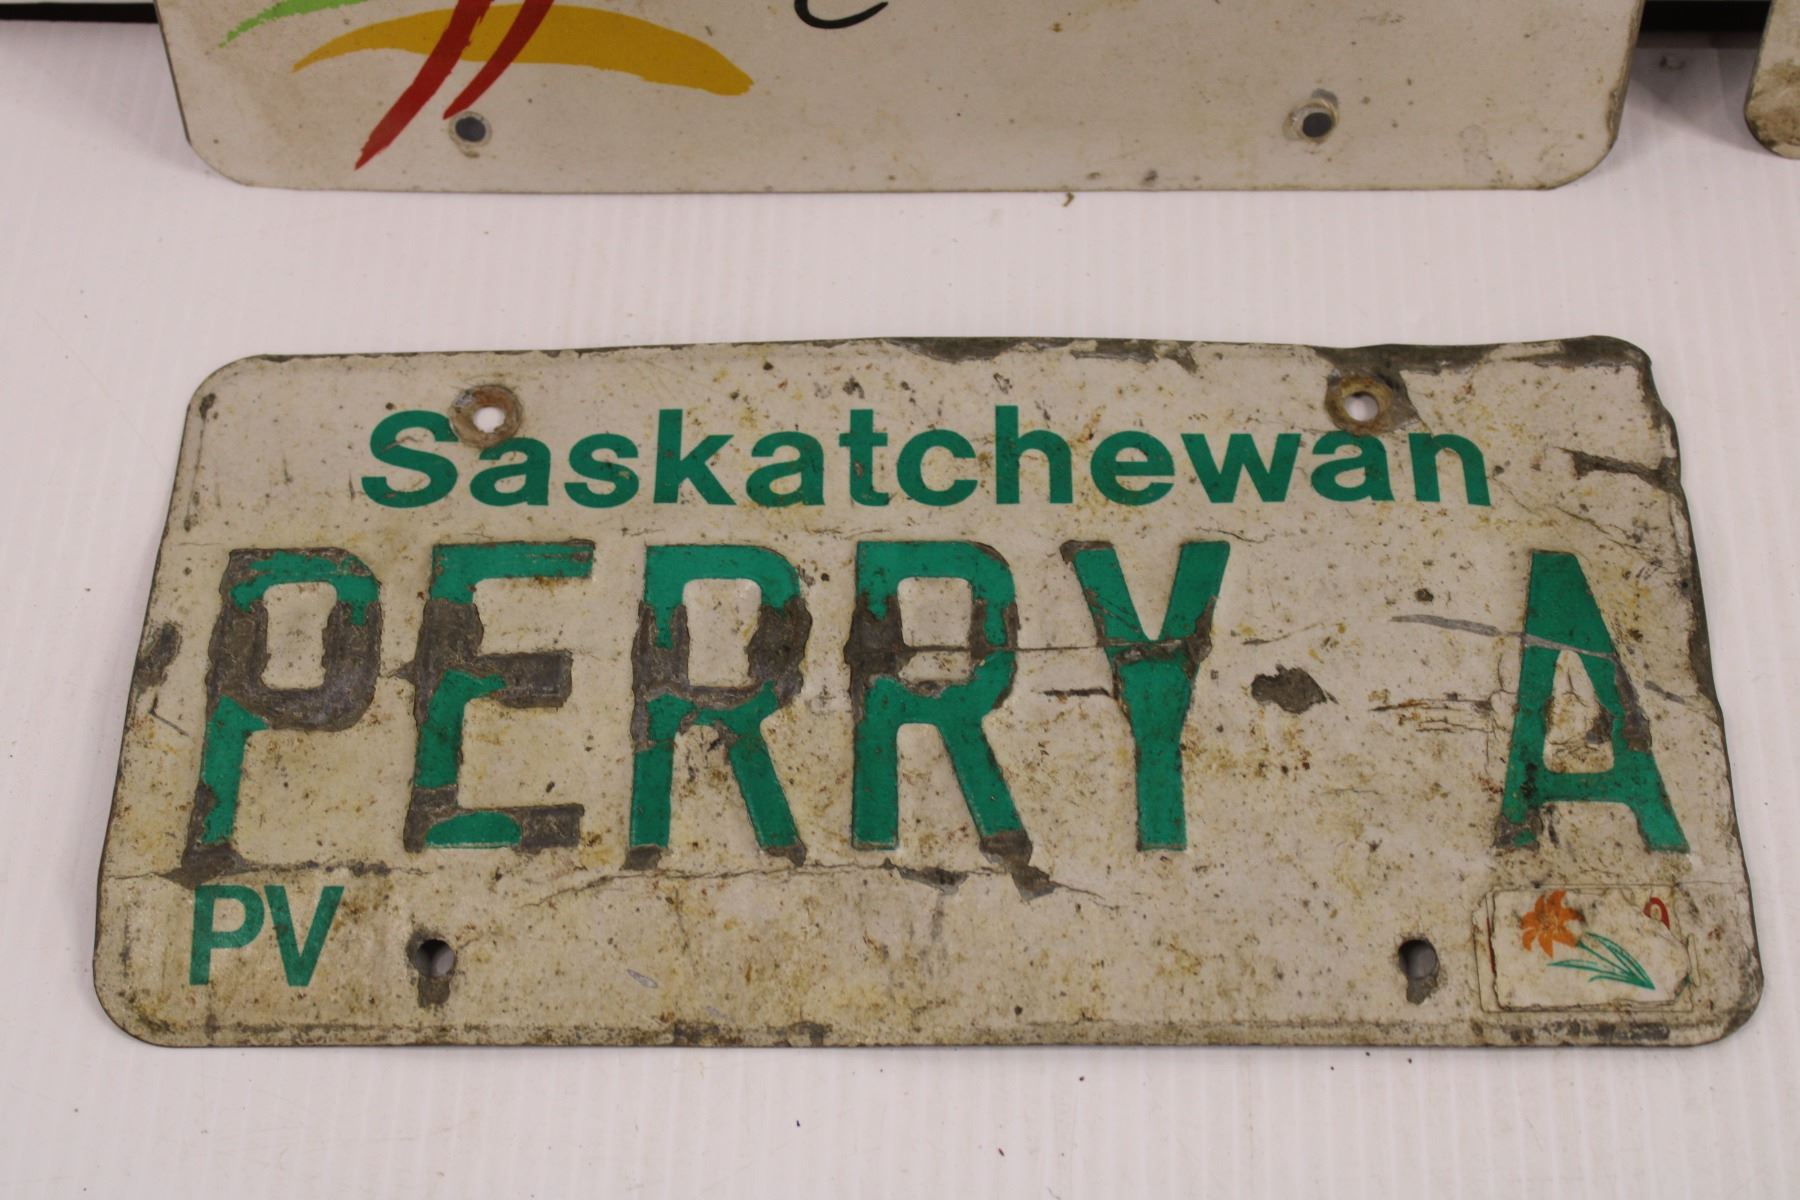 Saskatchewan
PERRY A
PV